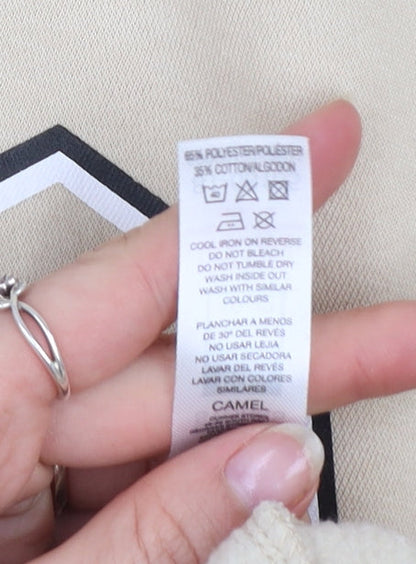 65% POLYESTER/POLIÉSTER
35% COTTON/ALGODON
40
COOL IRON ON REVERSE
DO NOT BLEACH
DO NOT TUMBLE DRY
WASH INSIDE OUT
WASH WITH SIMILAR
COLOURS
PLANCHAR A MENOS
DE 30° DEL REVÉS
NO USAR LEJIA
NO USAR SECADORA
LAVAR DEL REVÉS
LAVAR CON COLORES
SIMILARES
CAMEL